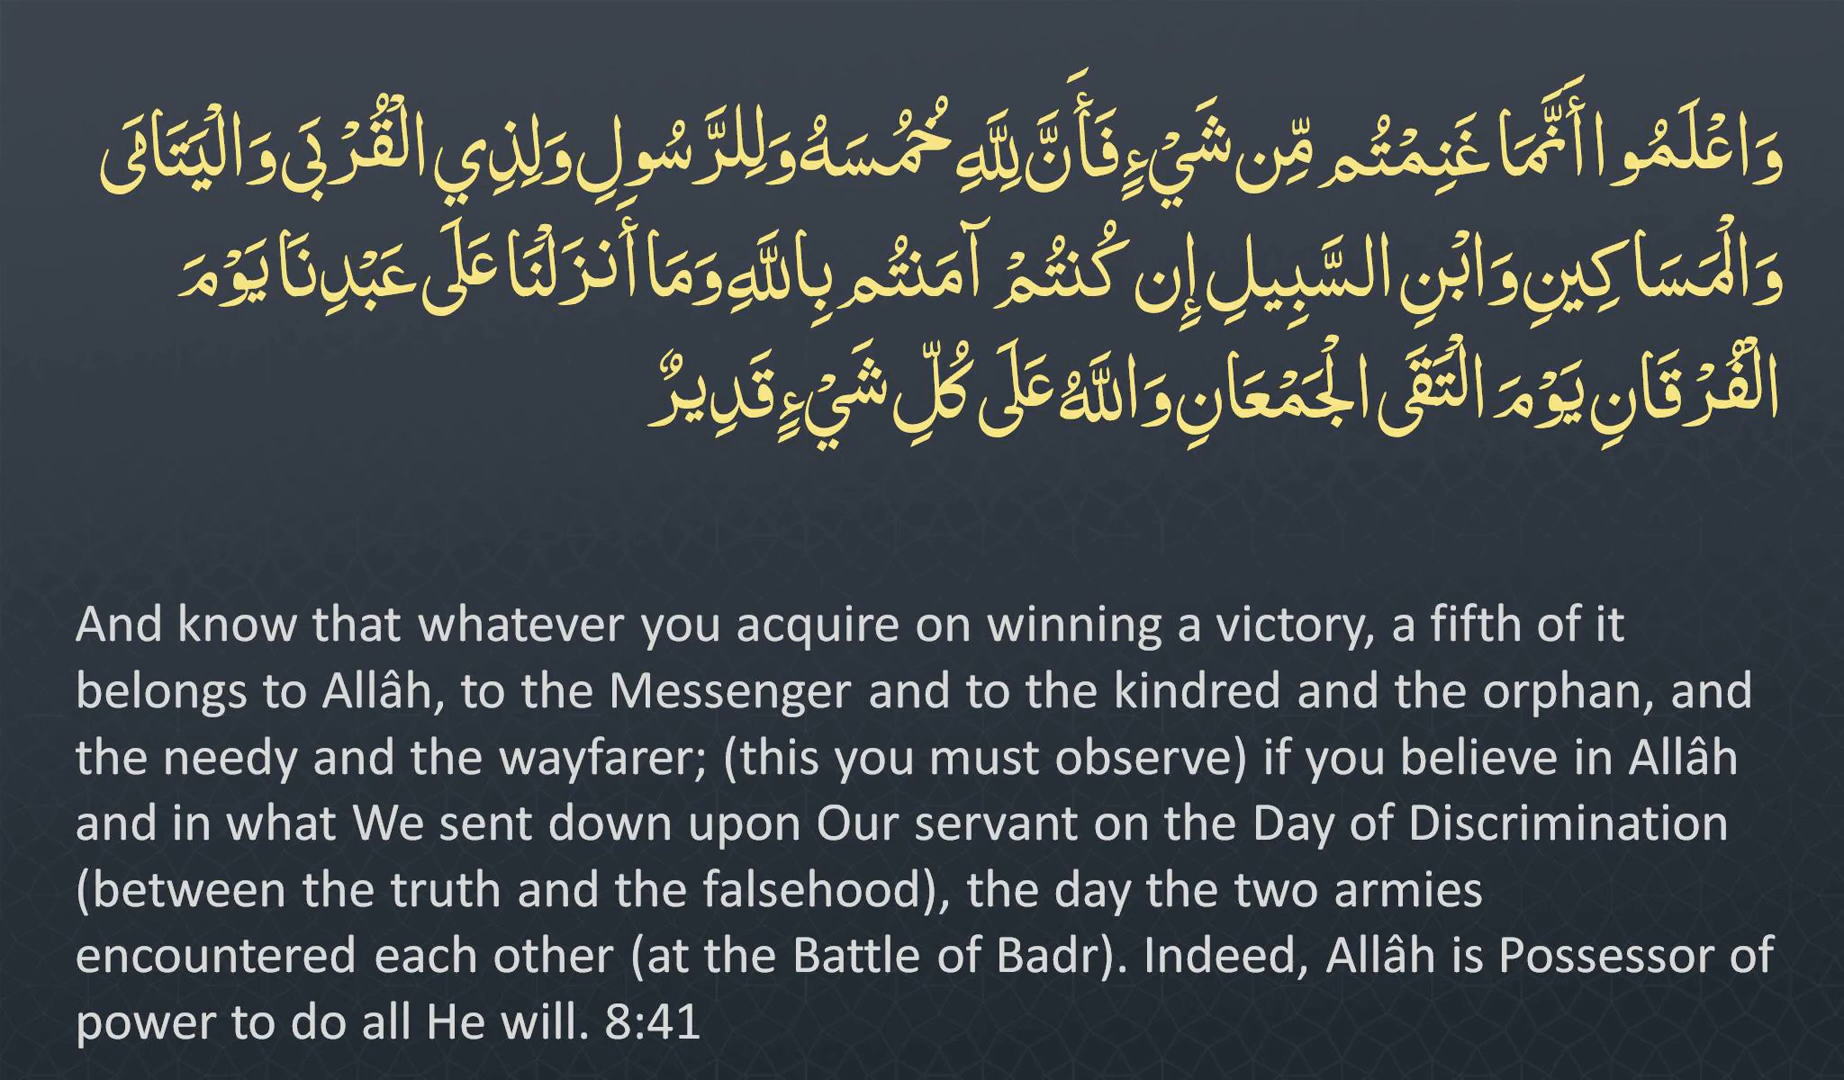 وَاعْلَمُوا أَنَّمَا غَنِمْتُم مِّن شَيْءٍ فَأَنَّ لِلَّهِ خُمُسَهُ وَلِلرَّسُولِ وَلِذِي الْقُرْبَىٰ وَالْيَتَامَىٰ
وَالْمَسَاكِينِ وَابْنِ السَّبِيلِ إِن كُنتُمْ آمَنتُم بِاللَّهِ وَمَا أَنزَلْنَا عَلَىٰ عَبْدِنَا يَوْمَ
الْفُرْقَانِ يَوْمَ الْتَقَى الْجَمْعَانِ وَاللَّهُ عَلَىٰ كُلِّ شَيْءٍ قَدِيرٌ
And know that whatever you acquire on winning a victory, a fifth of it
belongs to Allâh, to the Messenger and to the kindred and the orphan, and
the needy and the wayfarer; (this you must observe) if you believe in Allâh
and in what We sent down upon Our servant on the Day of Discrimination
(between the truth and the falsehood), the day the two armies
encountered each other (at the Battle of Badr). Indeed, Allâh is Possessor of
power to do all He will. 8:41